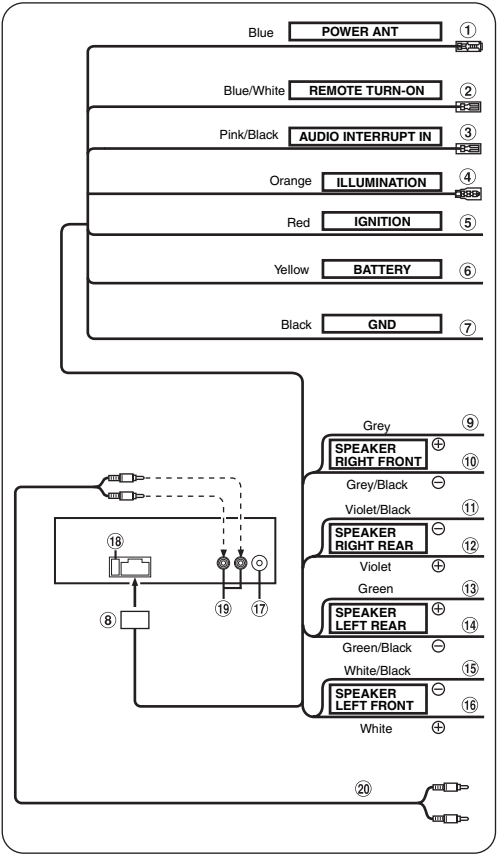 Blue POWER ANT ①
Blue/White REMOTE TURN-ON ②
Pink/Black AUDIO INTERRUPT IN ③
Orange ILLUMINATION ④
Red IGNITION ⑤
Yellow BATTERY ⑥
Black GND ⑦
Grey ⑨
SPEAKER ⊕
RIGHT FRONT ⑩
Grey/Black ⊖
Violet/Black ⑪
SPEAKER ⊖
RIGHT REAR ⑫
Violet ⊕
Green ⑬
SPEAKER ⊕
LEFT REAR ⑭
Green/Black ⊖
White/Black ⑮
SPEAKER ⊖
LEFT FRONT ⑯
White ⊕
⑱
⑲ ⑰
⑧
⑳